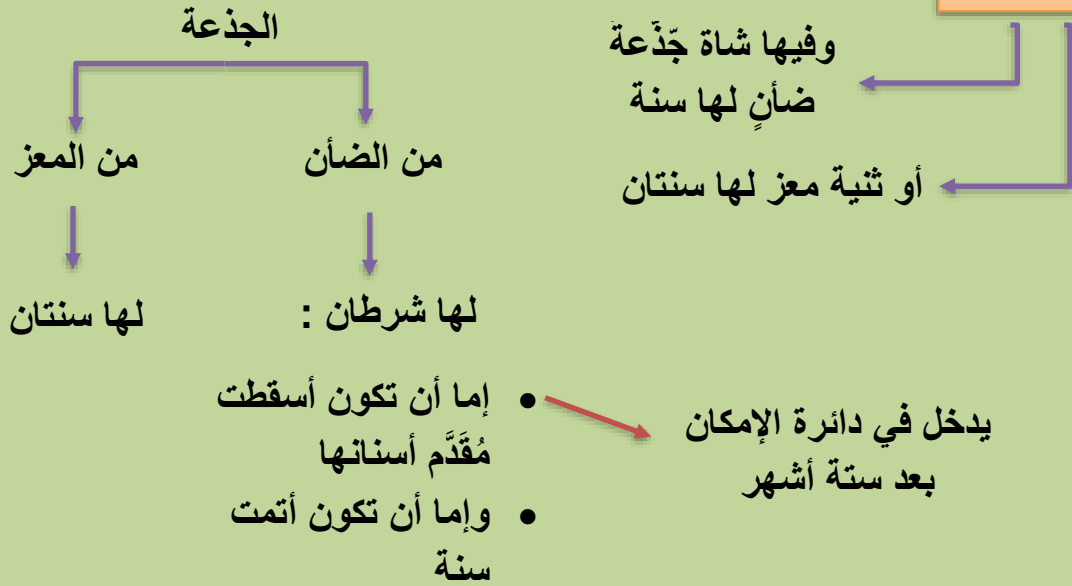 وفيها شاة جّذَعة
ضأنٍ لها سنة
أو ثنية معز لها سنتان
الجذعة
من الضأن
من المعز
لها شرطان :
لها سنتان
• إما أن تكون أسقطت
مُقَدَّم أسنانها
• وإما أن تكون أتمت
سنة
يدخل في دائرة الإمكان
بعد ستة أشهر